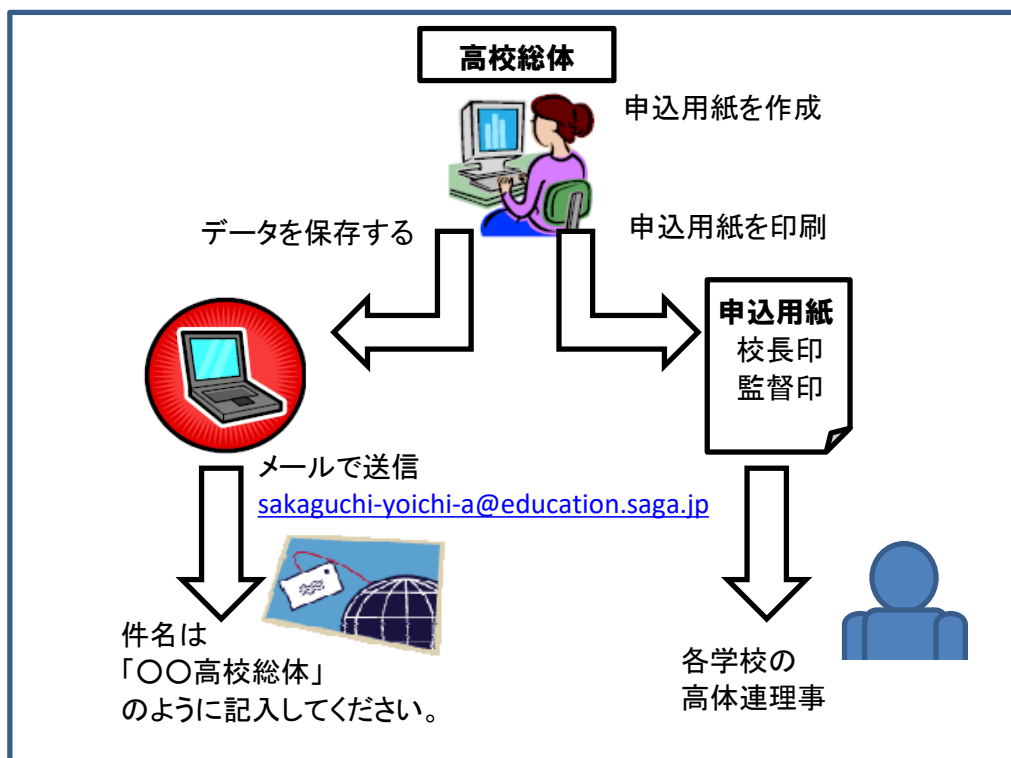 高校総体
申込用紙を作成
データを保存する
申込用紙を印刷
申込用紙
校長印
監督印
メールで送信
sakaguchi-yoichi-a@education.saga.jp
件名は
「〇〇高校総体」
のように記入してください。
各学校の
高体連理事